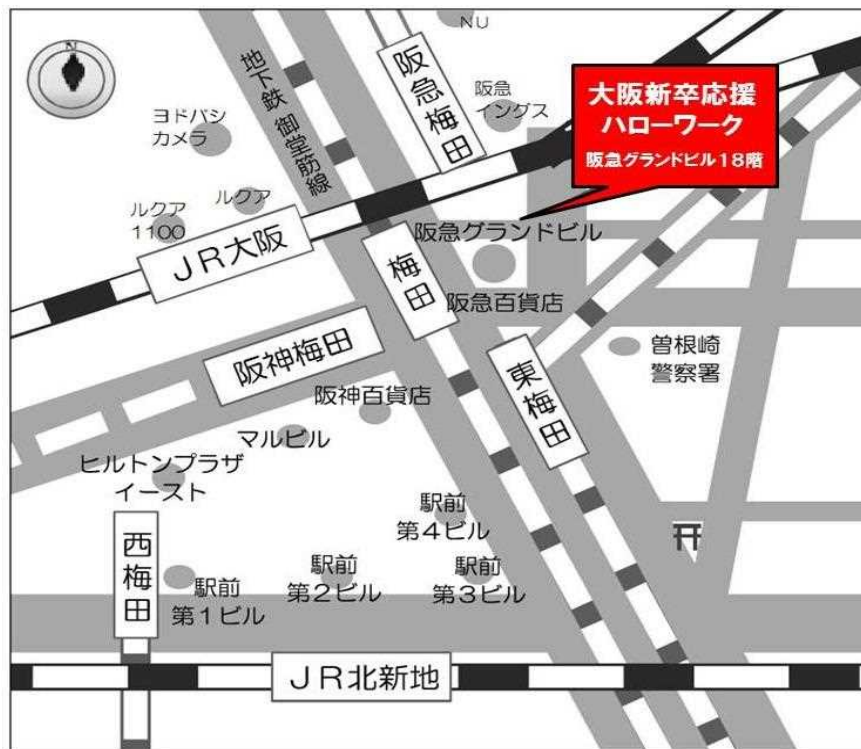 N
NU
地下鉄 御堂筋線
阪急梅田
阪急
イングス
大阪新卒応援
ハローワーク
阪急グランドビル18階
ヨドバシ
カメラ
ルクア
1100
ルクア
JR大阪
阪急グランドビル
梅田
阪急百貨店
阪神梅田
東梅田
曽根崎
警察署
阪神百貨店
マルビル
ヒルトンプラザ
イースト
駅前
第4ビル
西梅田
駅前
第1ビル
駅前
第2ビル
駅前
第3ビル
JR北新地